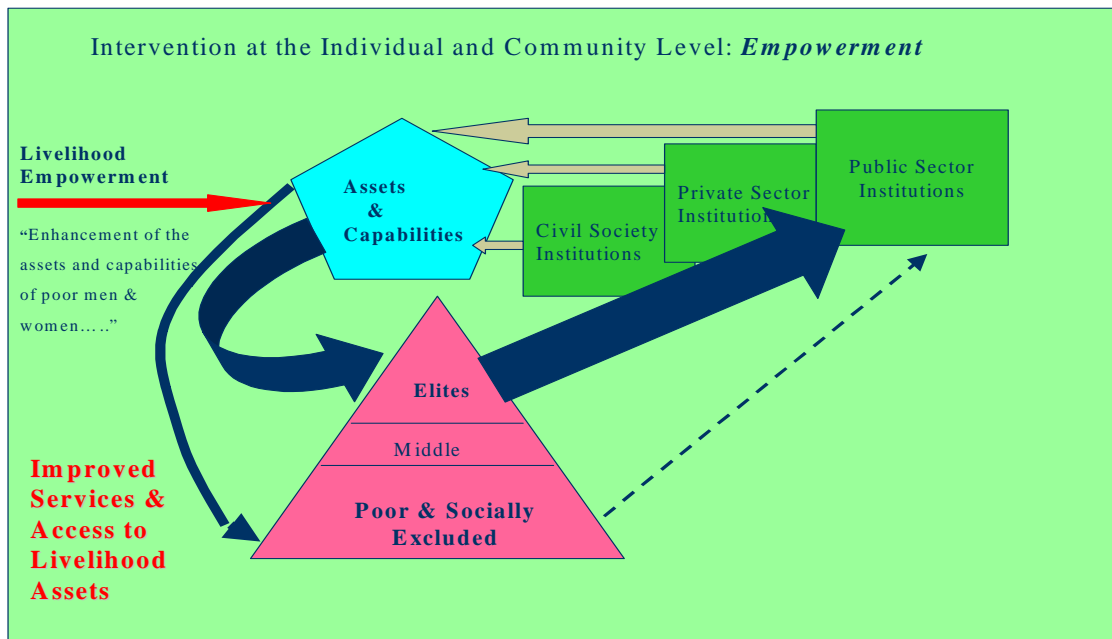 Intervention at the Individual and Community Level: Empowerment
Livelihood
Empowerment
“Enhancement of the
assets and capabilities
of poor men &
women…..”
Assets
&
Capabilities
Civil Society
Institutions
Private Sector
Institutions
Public Sector
Institutions
Elites
Middle
Poor & Socially
Excluded
Improved
Services &
Access to
Livelihood
Assets